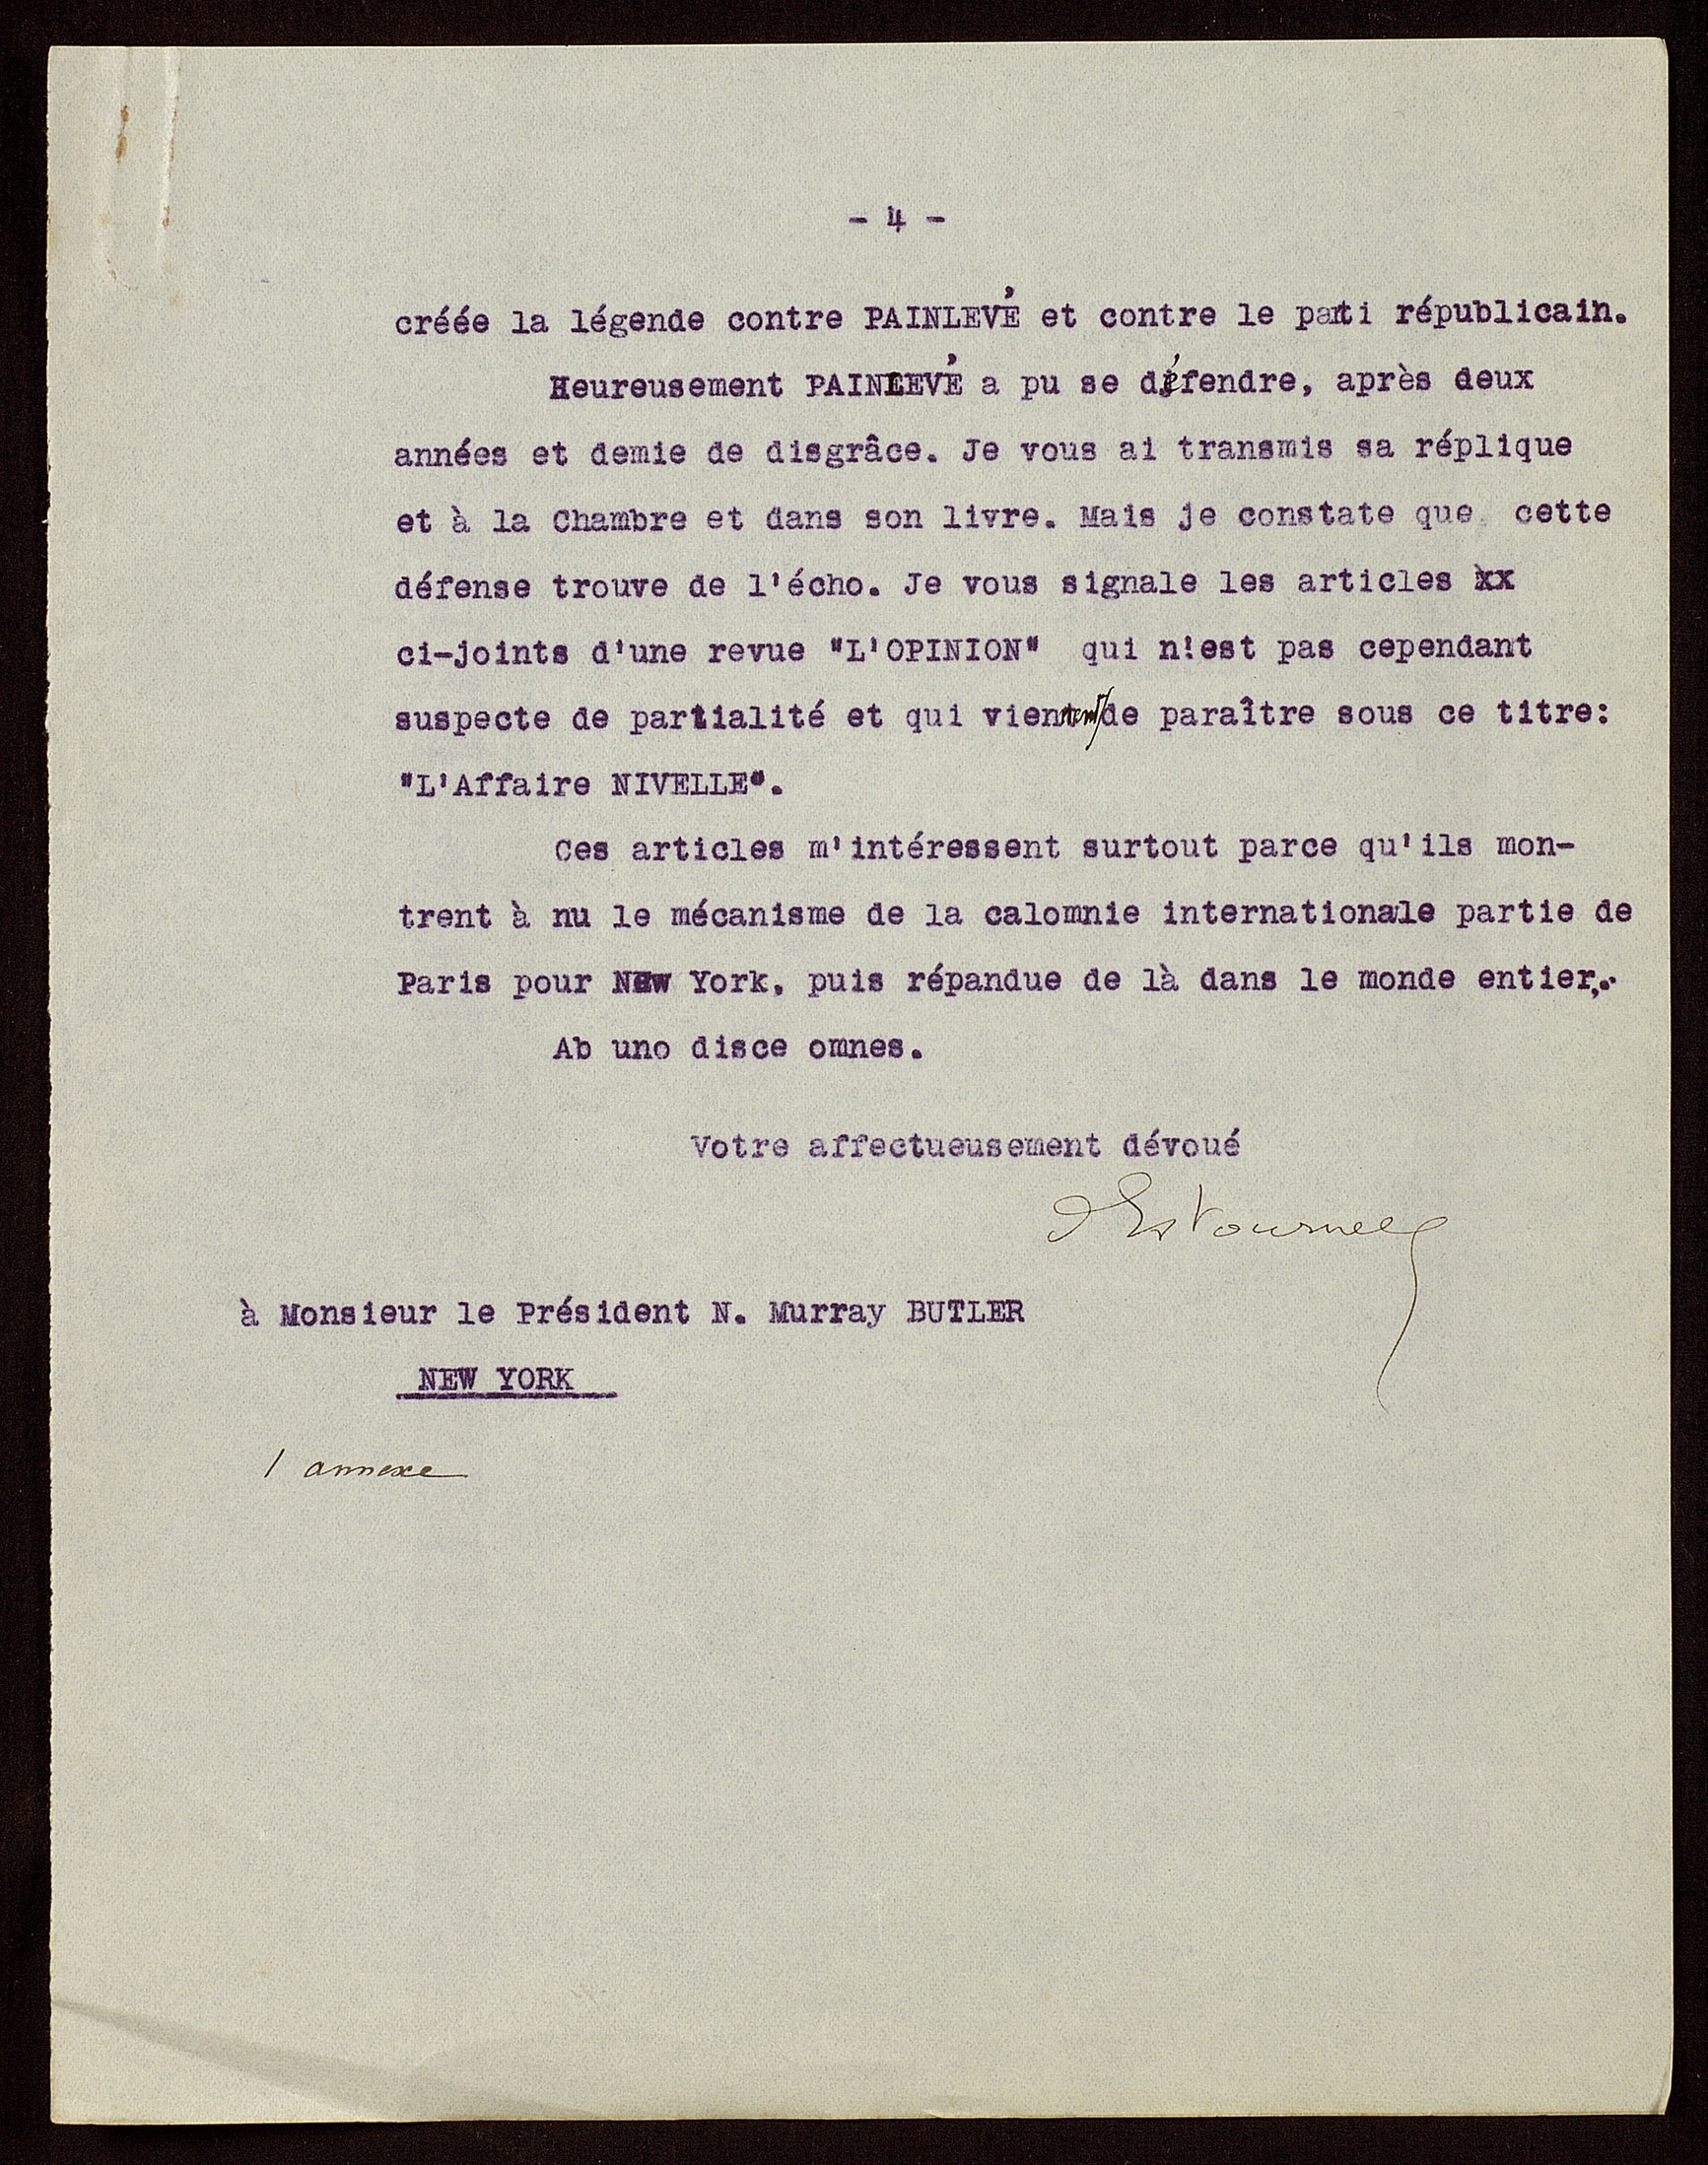 - 4 -
créée la légende contre PAINLEVÉ et contre le parti républicain.
Heureusement PAINLEVÉ a pu se défendre, après deux
années et demie de disgrâce. Je vous ai transmis sa réplique
et à la Chambre et dans son livre. Mais je constate que cette
défense trouve de l'écho. Je vous signale les articles xx
ci-joints d'une revue "L'OPINION" qui n'est pas cependant
suspecte de partialité et qui viennent de paraître sous ce titre:
"L'Affaire NIVELLE".
Ces articles m'intéressent surtout parce qu'ils mon-
trent à nu le mécanisme de la calomnie internationale partie de
Paris pour New York, puis répandue de là dans le monde entier.
Ab uno disce omnes.
Votre affectueusement dévoué
d'Estournelles
à Monsieur le Président N. Murray BUTLER
NEW YORK
1 annexe